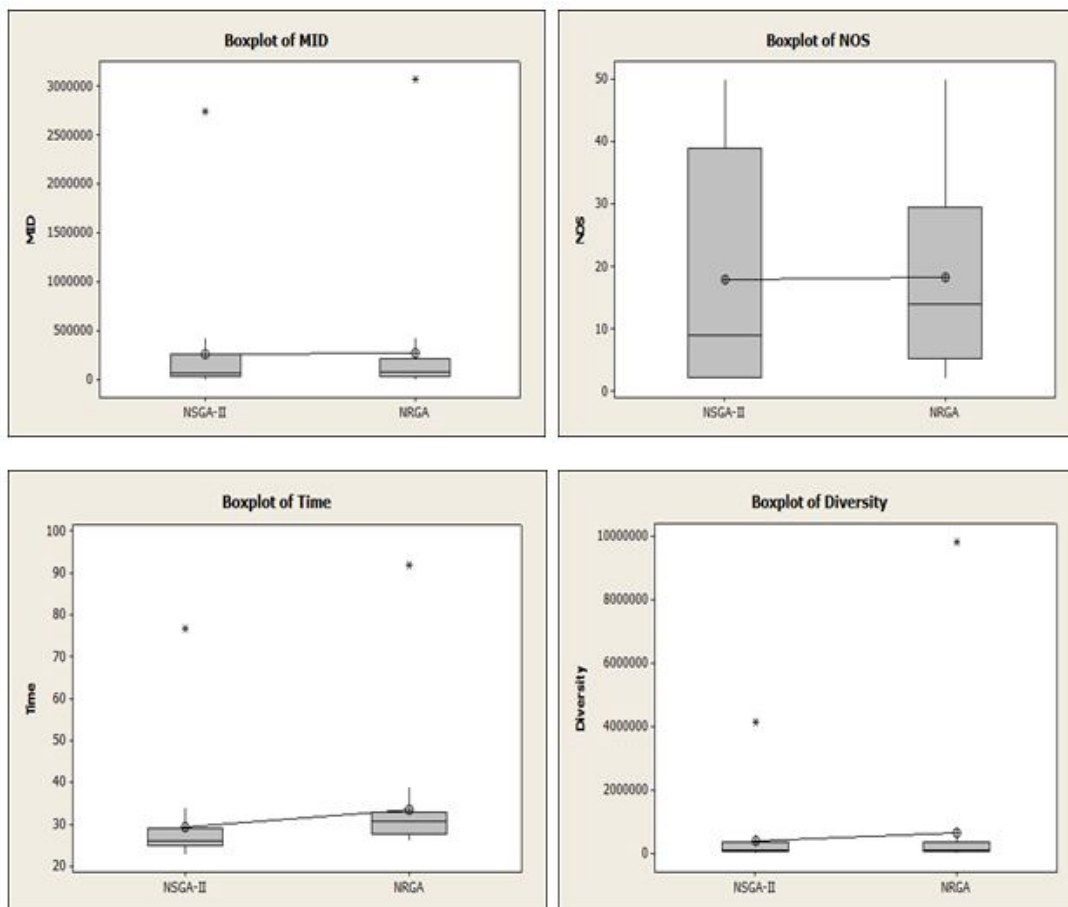 Boxplot of MID
3000000
2500000
2000000
1500000
1000000
500000
0
MID
NSGA-II
NRGA
Boxplot of NOS
50
40
30
20
10
0
NOS
NSGA-II
NRGA
Boxplot of Time
100
90
80
70
60
50
40
30
20
Time
NSGA-II
NRGA
Boxplot of Diversity
10000000
8000000
6000000
4000000
2000000
0
Diversity
NSGA-II
NRGA